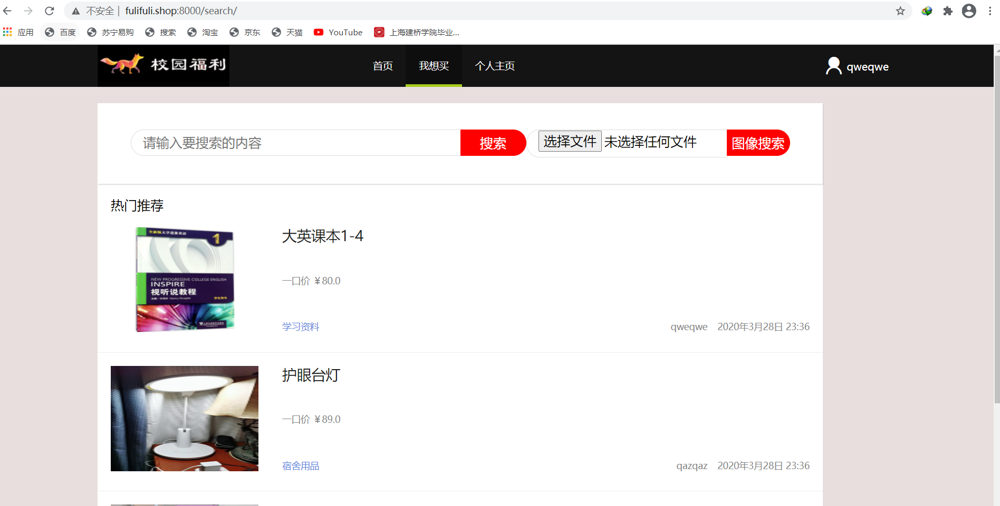 不安全 | fulifuli.shop:8000/search/
应用 百度 苏宁易购 搜索 淘宝 京东 天猫 YouTube 上海建桥学院毕业...
校园福利 首页 我想买 个人主页 qweqwe
请输入要搜索的内容 搜索 选择文件 未选择任何文件 图像搜索
热门推荐
全新版大学进阶英语
1
NEW PROGRESSIVE COLLEGE ENGLISH
INSPIRE
视听说教程
学生用书
大英课本1-4
一口价 ¥80.0
学习资料 qweqwe 2020年3月28日 23:36
护眼台灯
一口价 ¥89.0
宿舍用品 qazqaz 2020年3月28日 23:36